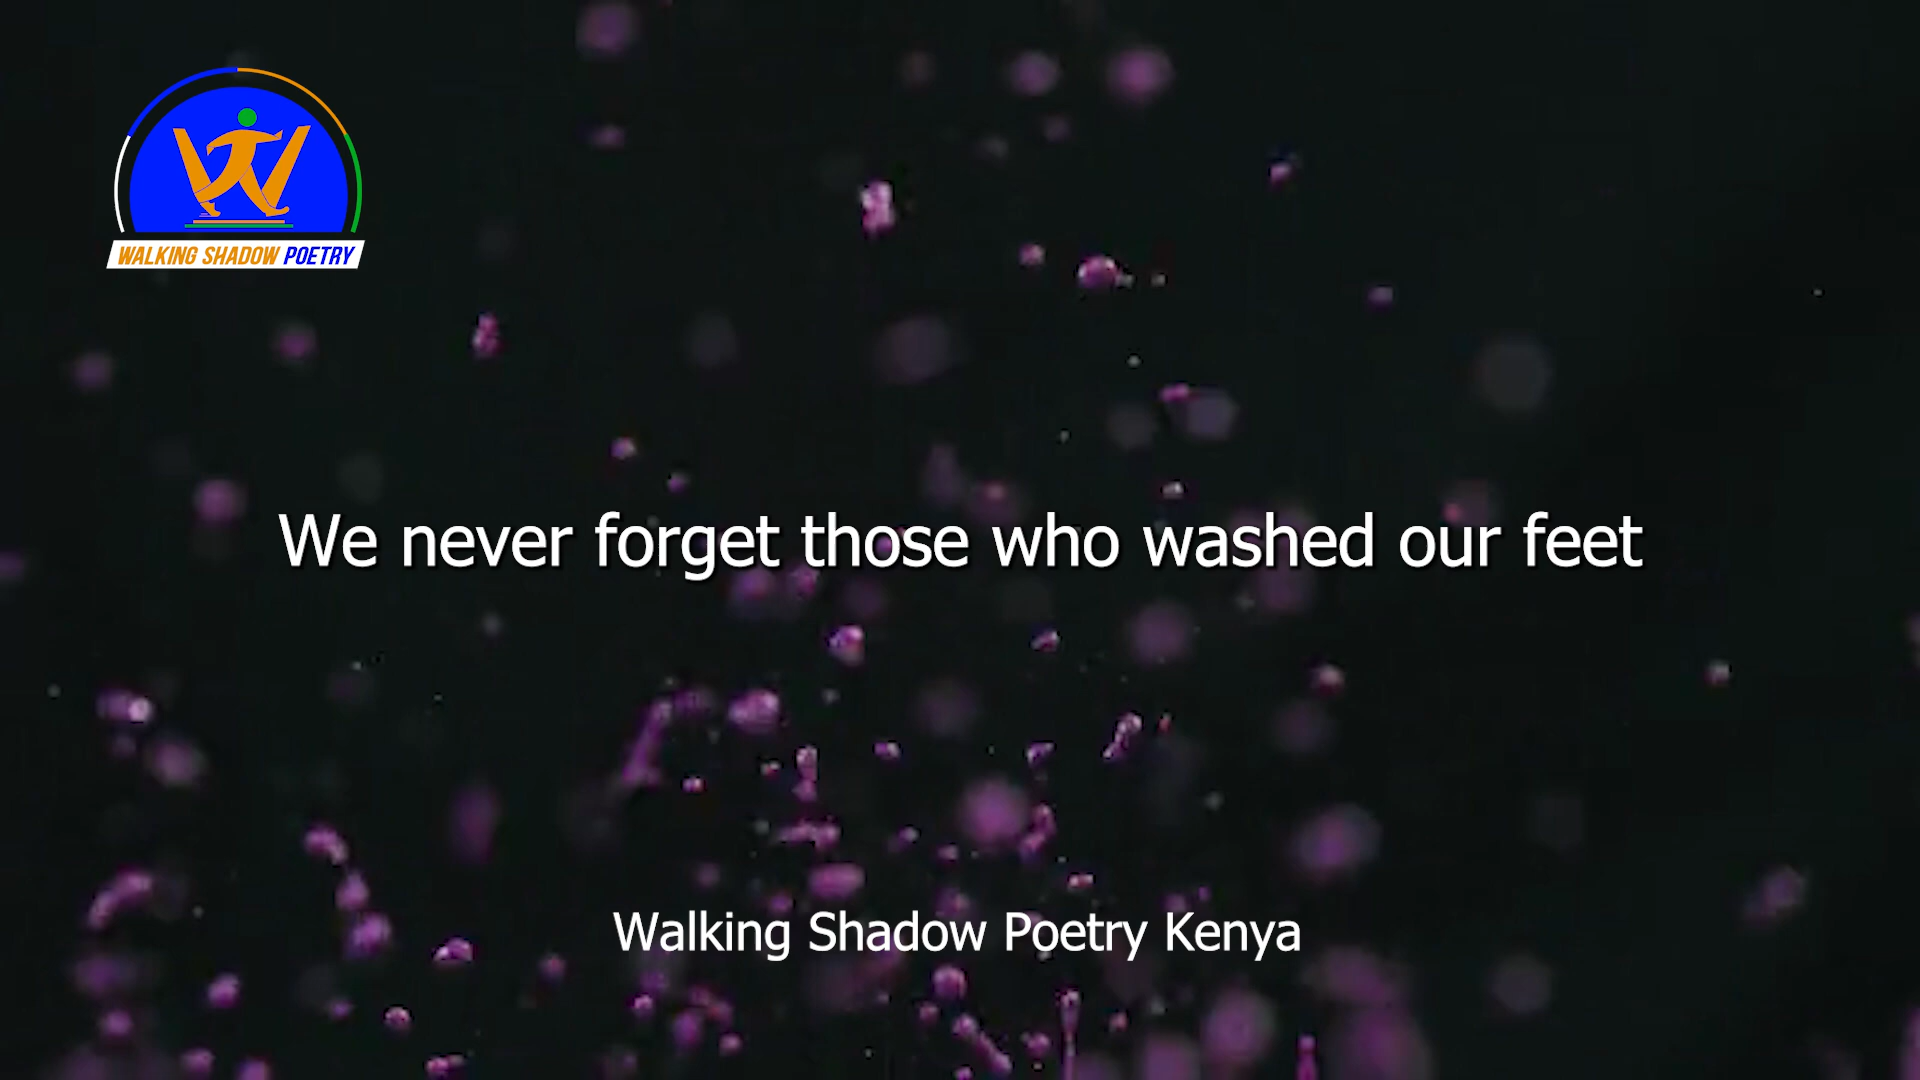 WALKING SHADOW POETRY
We never forget those who washed our feet
Walking Shadow Poetry Kenya